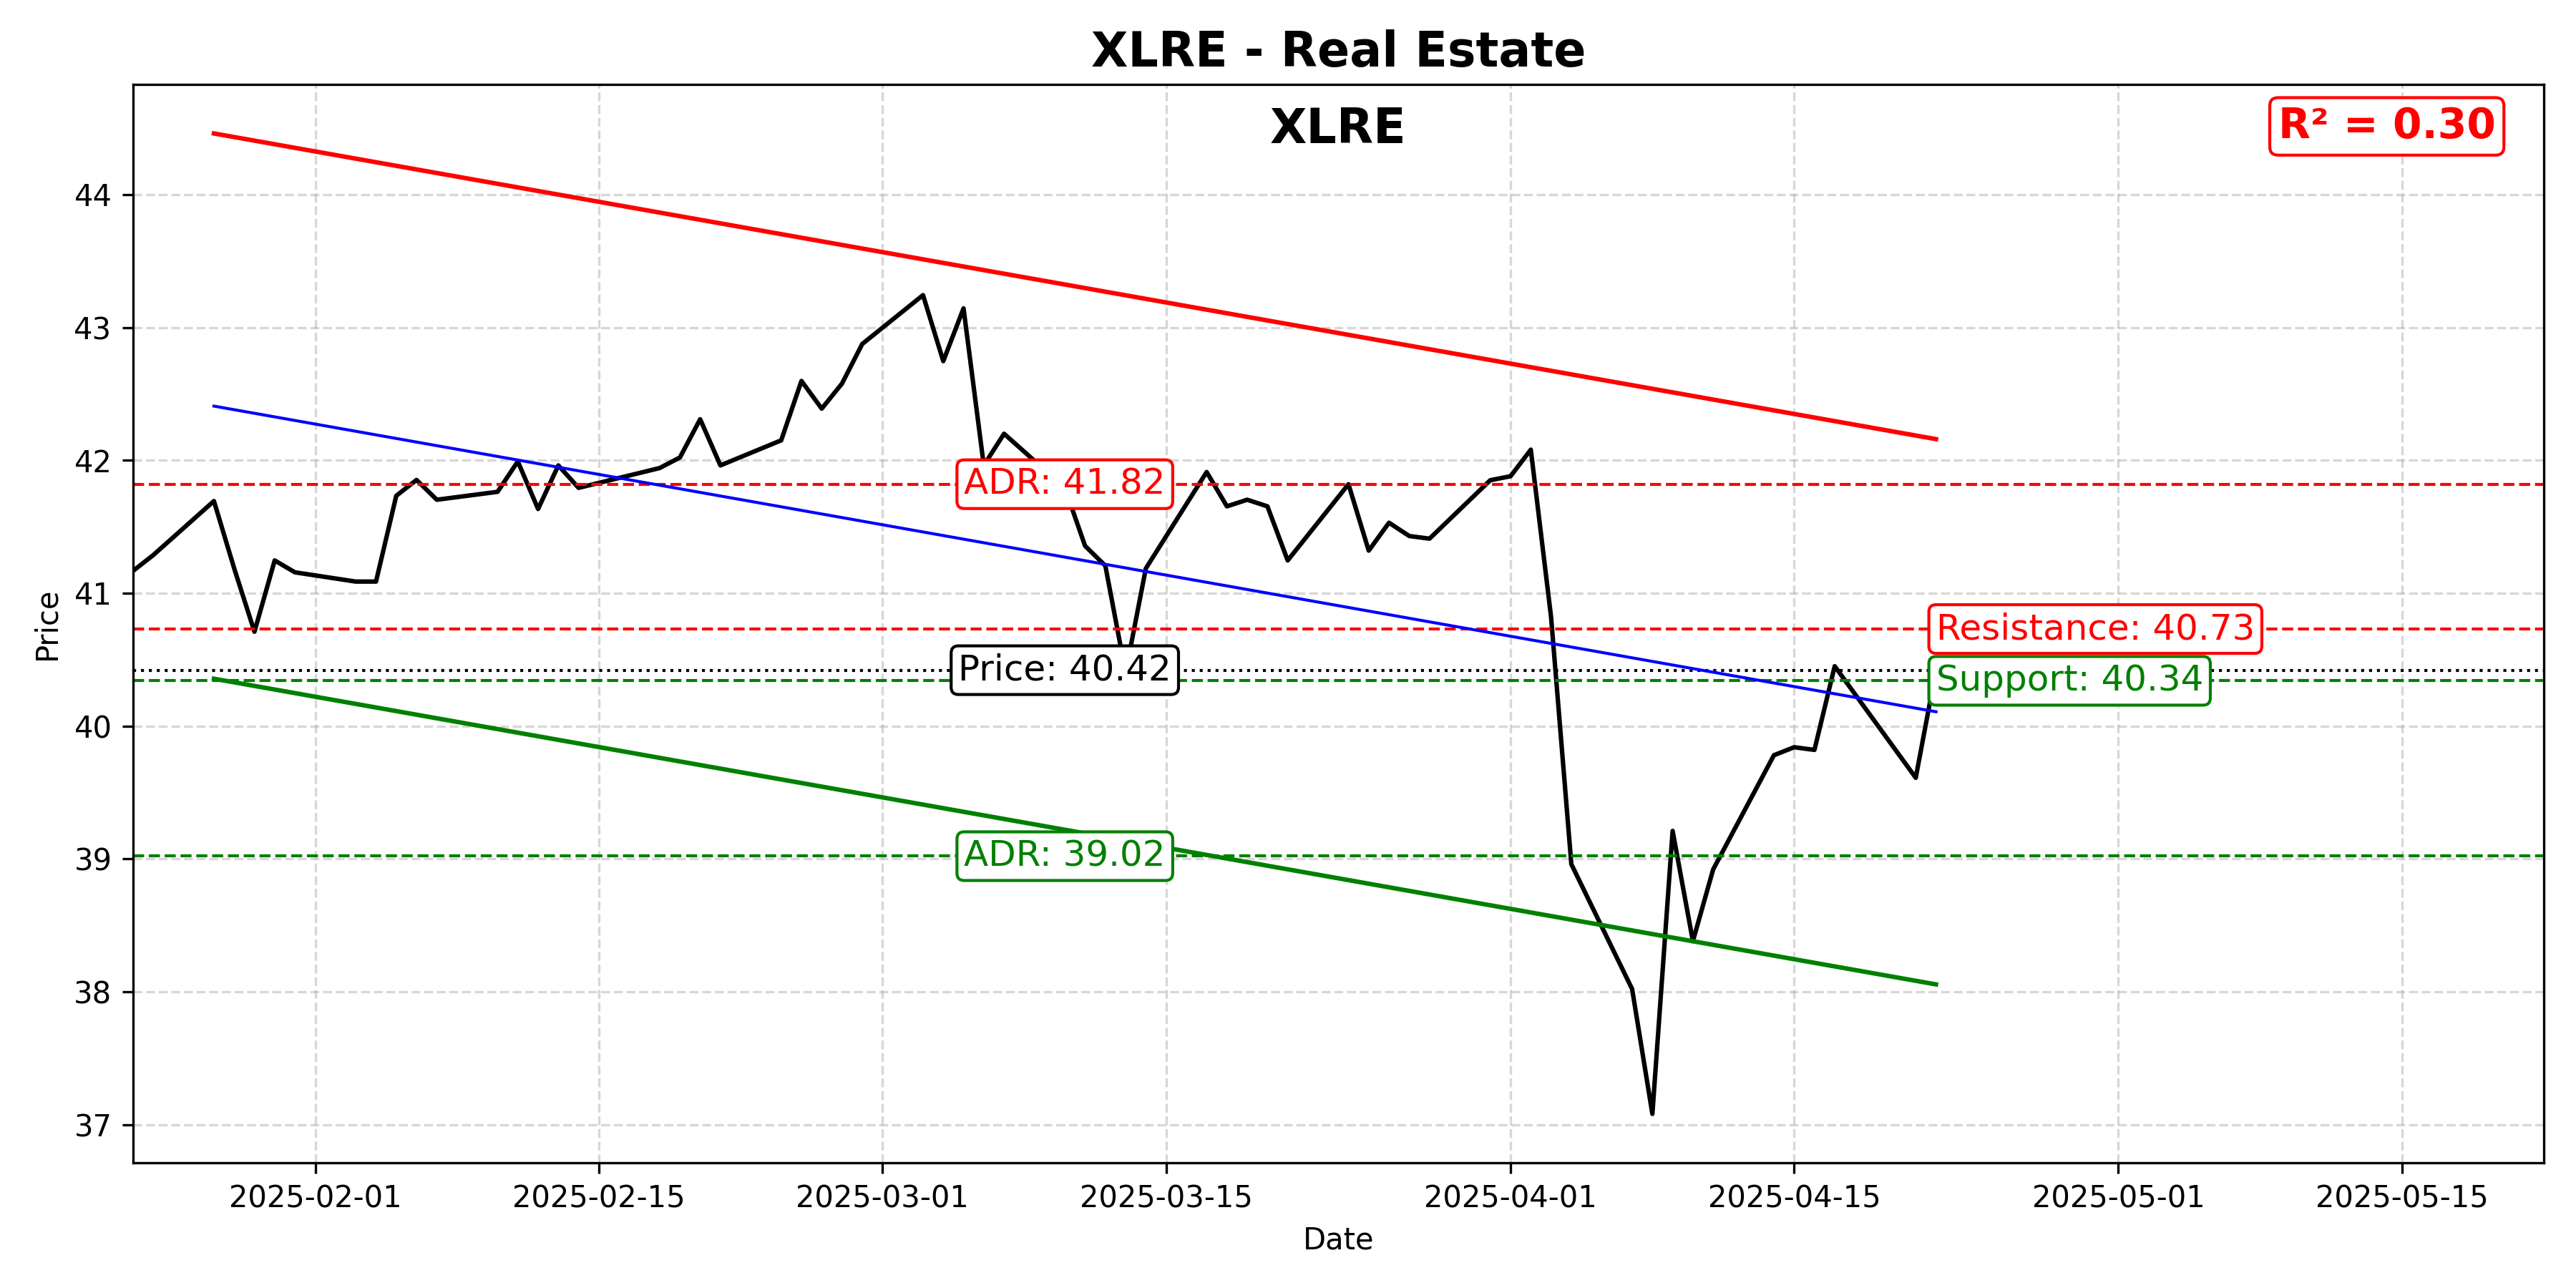 XLRE - Real Estate
XLRE
R² = 0.30
Price
44
43
42
41
40
39
38
37
ADR: 41.82
Resistance: 40.73
Price: 40.42
Support: 40.34
ADR: 39.02
2025-02-01
2025-02-15
2025-03-01
2025-03-15
2025-04-01
2025-04-15
2025-05-01
2025-05-15
Date